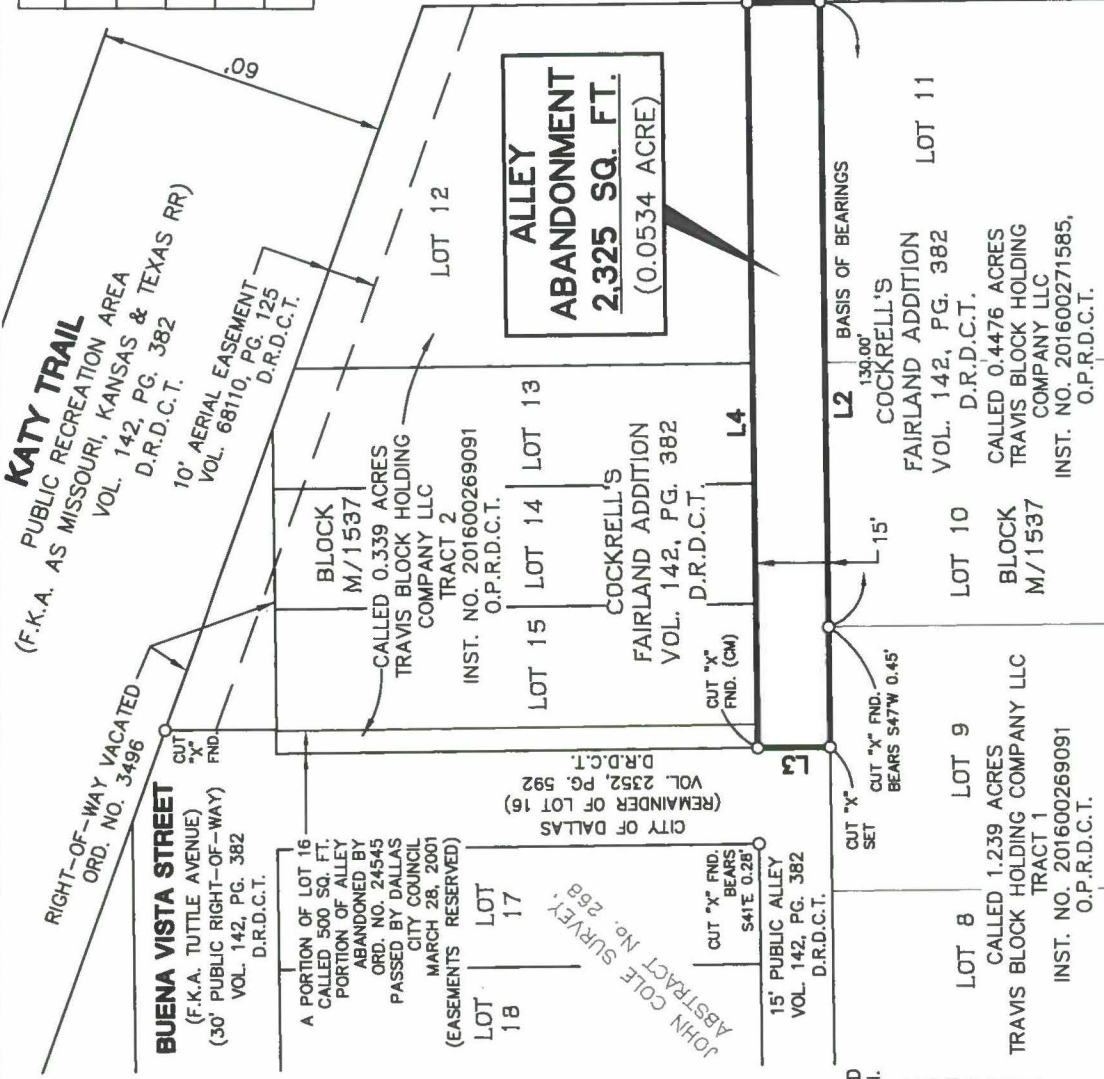 KATY TRAIL
PUBLIC RECREATION AREA
(F.K.A. AS MISSOURI, KANSAS & TEXAS RR)
VOL. 142, PG. 382
D.R.D.C.T.
60'
10' AERIAL EASEMENT
VOL. 68110, PG. 125
D.R.D.C.T.
RIGHT-OF-WAY VACATED
ORD. NO. 3496
BUENA VISTA STREET
(F.K.A. TUTTLE AVENUE)
(30' PUBLIC RIGHT-OF-WAY)
VOL. 142, PG. 382
D.R.D.C.T.
CUT
"X"
FND.
LOT 12
ALLEY
ABANDONMENT
2,325 SQ. FT.
(0.0534 ACRE)
BLOCK
M/1537
CALLED 0.339 ACRES
TRAVIS BLOCK HOLDING
COMPANY LLC
TRACT 2
INST. NO. 201600269091
O.P.R.D.C.T.
LOT 15
LOT 14
LOT 13
COCKRELL'S
FAIRLAND ADDITION
VOL. 142, PG. 382
D.R.D.C.T.
A PORTION OF LOT 16
CALLED 500 SQ. FT.
PORTION OF ALLEY
ABANDONED BY
ORD. NO. 24545
PASSED BY DALLAS
CITY COUNCIL
MARCH 28, 2001
(EASEMENTS RESERVED)
LOT
18
LOT
17
CITY OF DALLAS
(REMAINDER OF LOT 16)
VOL. 2352, PG. 592
D.R.D.C.T.
JOHN COLE SURVEY,
ABSTRACT No. 268
CUT "X"
FND. (CM)
CUT "X" FND.
BEARS
S41'E 0.28'
15' PUBLIC ALLEY
VOL. 142, PG. 382
D.R.D.C.T.
L4
L3
L2
130.00'
BASIS OF BEARINGS
15'
CUT "X"
SET
CUT "X" FND.
BEARS S47'W 0.45'
COCKRELL'S
FAIRLAND ADDITION
VOL. 142, PG. 382
D.R.D.C.T.
LOT 11
LOT 10
BLOCK
M/1537
CALLED 0.4476 ACRES
TRAVIS BLOCK HOLDING
COMPANY LLC
INST. NO. 201600271585,
O.P.R.D.C.T.
LOT 8
LOT 9
CALLED 1.239 ACRES
TRAVIS BLOCK HOLDING COMPANY LLC
TRACT 1
INST. NO. 201600269091
O.P.R.D.C.T.